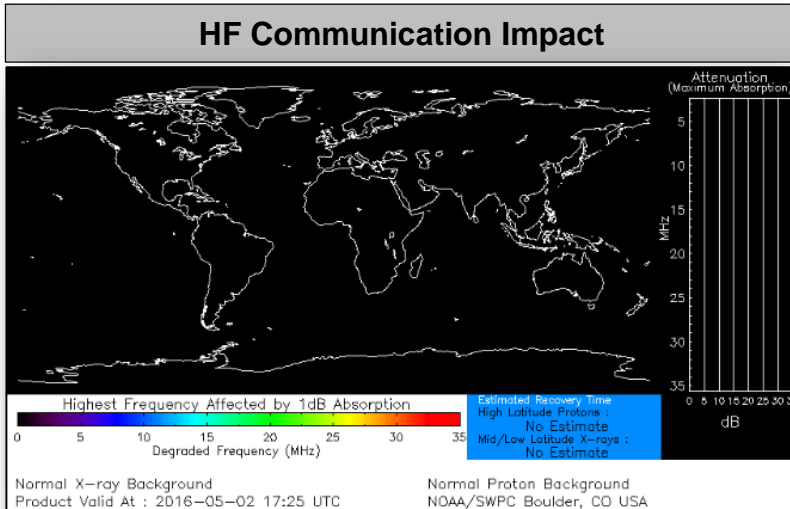 HF Communication Impact
Attenuation
(Maximum Absorption)
5
10
15
20
25
30
35
MHz
0 5 10 15 20 25 30
dB
Highest Frequency Affected by 1dB Absorption
0 5 10 15 20 25 30 35
Degraded Frequency (MHz)
Estimated Recovery Time
High Latitude Protons :
No Estimate
Mid/Low Latitude X-rays :
No Estimate
Normal X-ray Background
Normal Proton Background
Product Valid At : 2016-05-02 17:25 UTC
NOAA/SWPC Boulder, CO USA